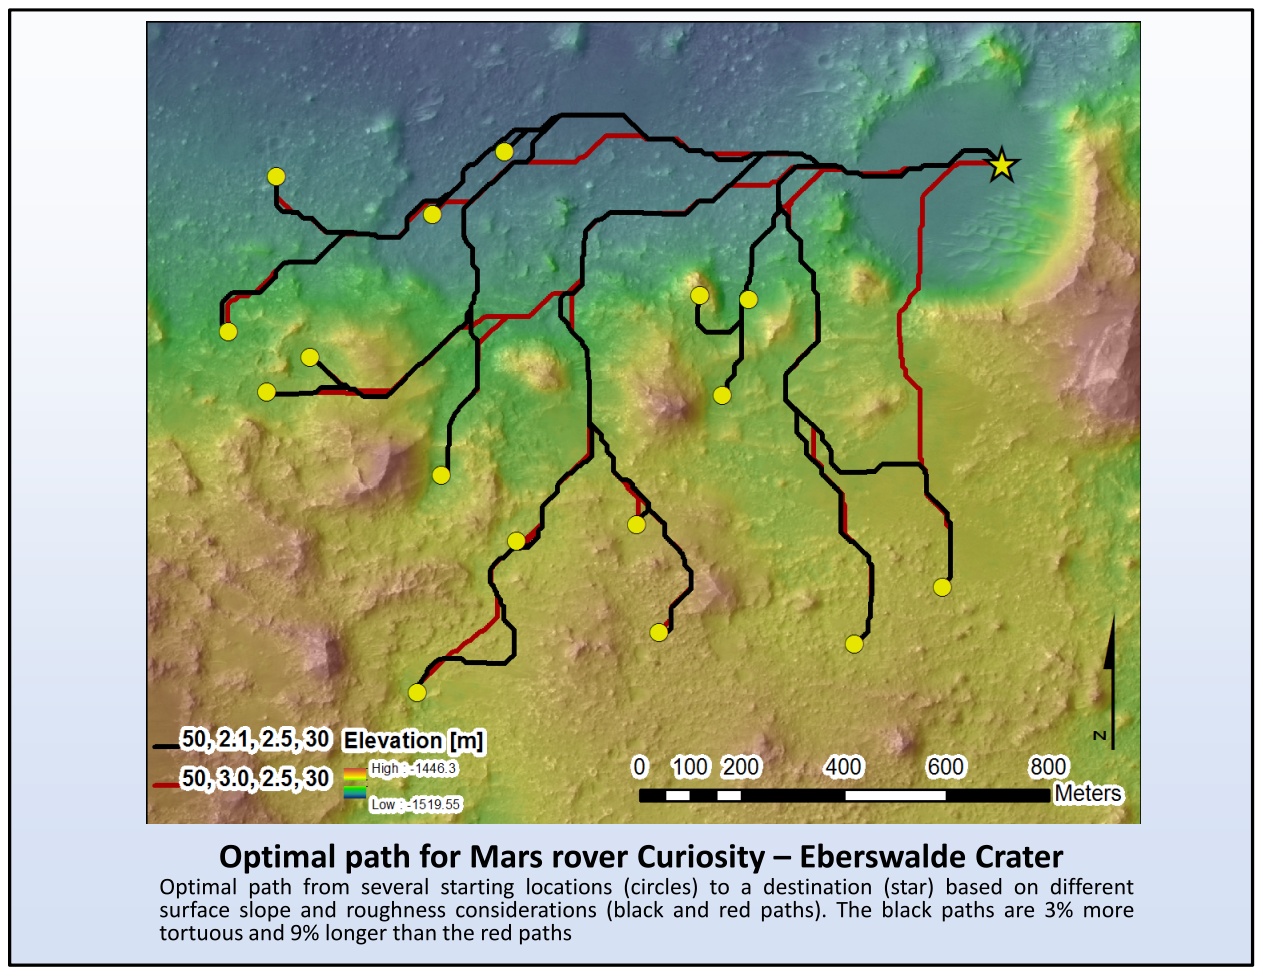 50, 2.1, 2.5, 30
50, 3.0, 2.5, 30
Elevation [m]
High : -1446.3
Low : -1519.55
0 100 200 400 600 800
Meters
N
Optimal path for Mars rover Curiosity – Eberswalde Crater
Optimal path from several starting locations (circles) to a destination (star) based on different
surface slope and roughness considerations (black and red paths). The black paths are 3% more
tortuous and 9% longer than the red paths